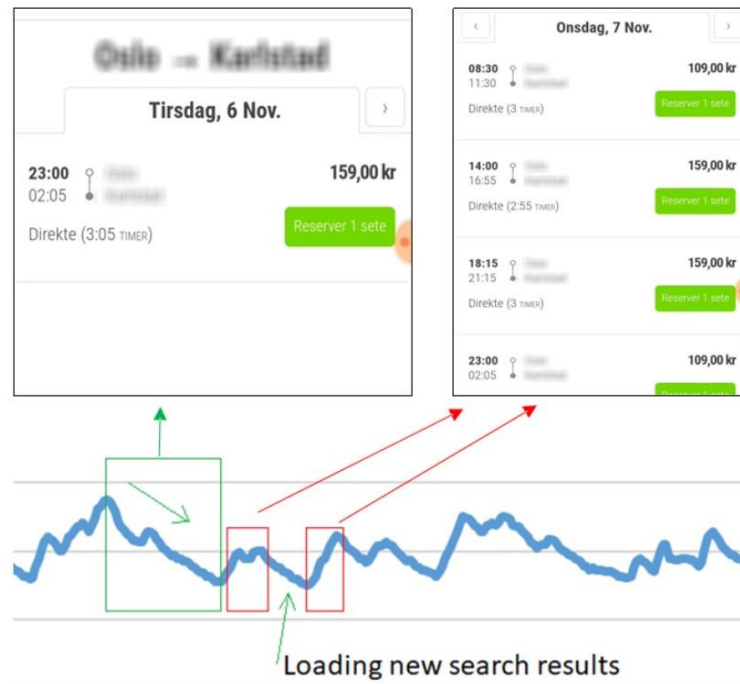 Tirsdag, 6 Nov.
23:00
159,00 kr
02:05
Direkte (3:05 TIMER)
Reserver 1 sete
Onsdag, 7 Nov.
08:30
109,00 kr
11:30
Direkte (3 TIMER)
Reserver 1 sete
14:00
159,00 kr
16:55
Direkte (2:55 TIMER)
Reserver 1 sete
18:15
159,00 kr
21:15
Direkte (3 TIMER)
Reserver 1 sete
23:00
109,00 kr
02:05
Loading new search results